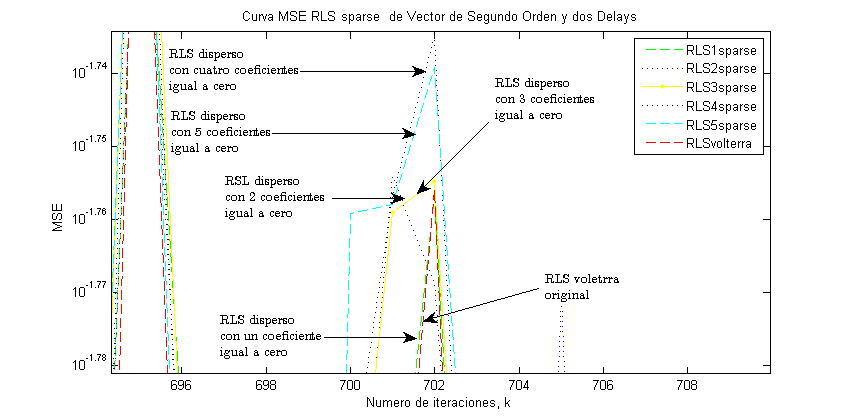 Curva MSE RLS sparse de Vector de Segundo Orden y dos Delays
RLS disperso
con cuatro coeficientes
igual a cero
RLS disperso
con 5 coeficientes
igual a cero
RSL disperso
con 2 coeficientes
igual a cero
RLS disperso
con un coeficiente
igual a cero
RLS disperso
con 3 coeficientes
igual a cero
RLS voletrra
original
RLS1sparse
RLS2sparse
RLS3sparse
RLS4sparse
RLS5sparse
RLSvolterra
MSE
10^-1.74
10^-1.75
10^-1.76
10^-1.77
10^-1.78
696 698 700 702 704 706 708
Numero de iteraciones, k